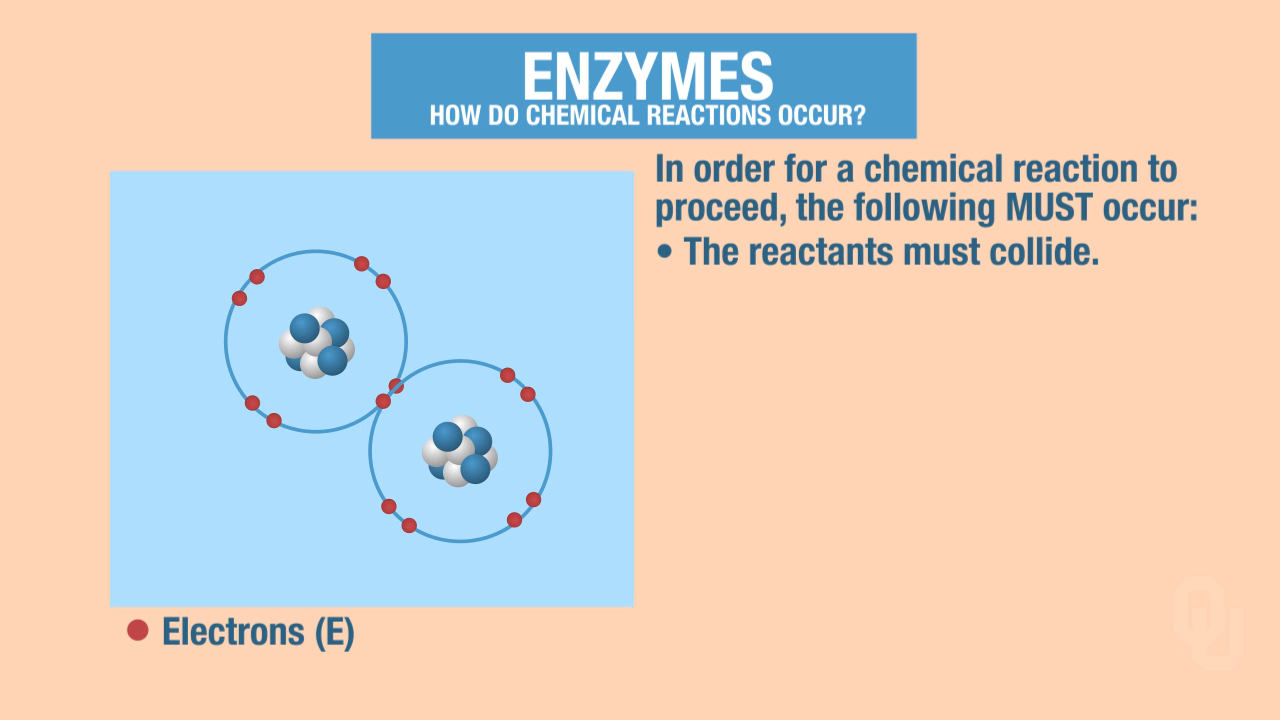 ENZYMES
HOW DO CHEMICAL REACTIONS OCCUR?
In order for a chemical reaction to
proceed, the following MUST occur:
• The reactants must collide.
Electrons (E)
OU